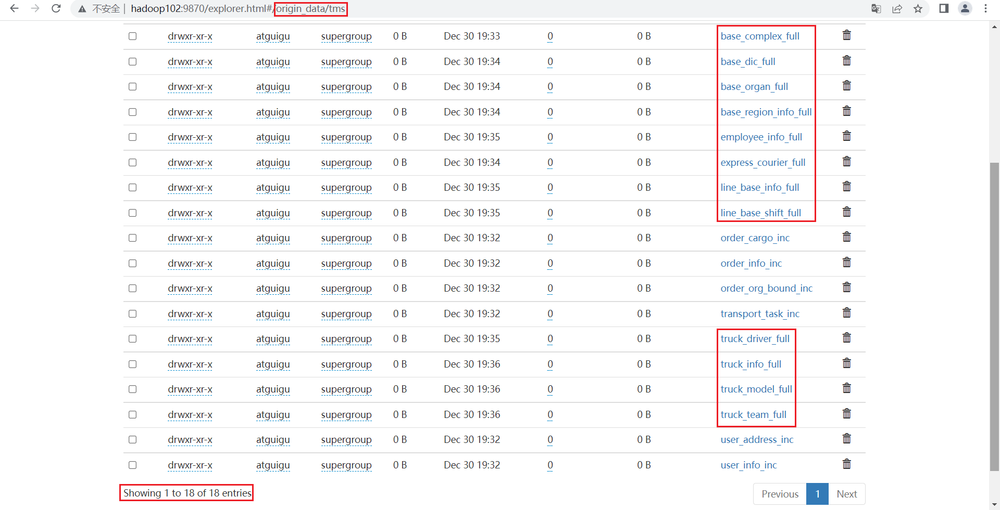 不安全 | hadoop102:9870/explorer.html#/origin_data/tms
drwxr-xr-x atguigu supergroup 0 B Dec 30 19:33 0 0 B base_complex_full
drwxr-xr-x atguigu supergroup 0 B Dec 30 19:34 0 0 B base_dic_full
drwxr-xr-x atguigu supergroup 0 B Dec 30 19:34 0 0 B base_organ_full
drwxr-xr-x atguigu supergroup 0 B Dec 30 19:34 0 0 B base_region_info_full
drwxr-xr-x atguigu supergroup 0 B Dec 30 19:35 0 0 B employee_info_full
drwxr-xr-x atguigu supergroup 0 B Dec 30 19:34 0 0 B express_courier_full
drwxr-xr-x atguigu supergroup 0 B Dec 30 19:35 0 0 B line_base_info_full
drwxr-xr-x atguigu supergroup 0 B Dec 30 19:35 0 0 B line_base_shift_full
drwxr-xr-x atguigu supergroup 0 B Dec 30 19:32 0 0 B order_cargo_inc
drwxr-xr-x atguigu supergroup 0 B Dec 30 19:32 0 0 B order_info_inc
drwxr-xr-x atguigu supergroup 0 B Dec 30 19:32 0 0 B order_org_bound_inc
drwxr-xr-x atguigu supergroup 0 B Dec 30 19:32 0 0 B transport_task_inc
drwxr-xr-x atguigu supergroup 0 B Dec 30 19:35 0 0 B truck_driver_full
drwxr-xr-x atguigu supergroup 0 B Dec 30 19:36 0 0 B truck_info_full
drwxr-xr-x atguigu supergroup 0 B Dec 30 19:36 0 0 B truck_model_full
drwxr-xr-x atguigu supergroup 0 B Dec 30 19:36 0 0 B truck_team_full
drwxr-xr-x atguigu supergroup 0 B Dec 30 19:32 0 0 B user_address_inc
drwxr-xr-x atguigu supergroup 0 B Dec 30 19:32 0 0 B user_info_inc
Showing 1 to 18 of 18 entries Previous 1 Next